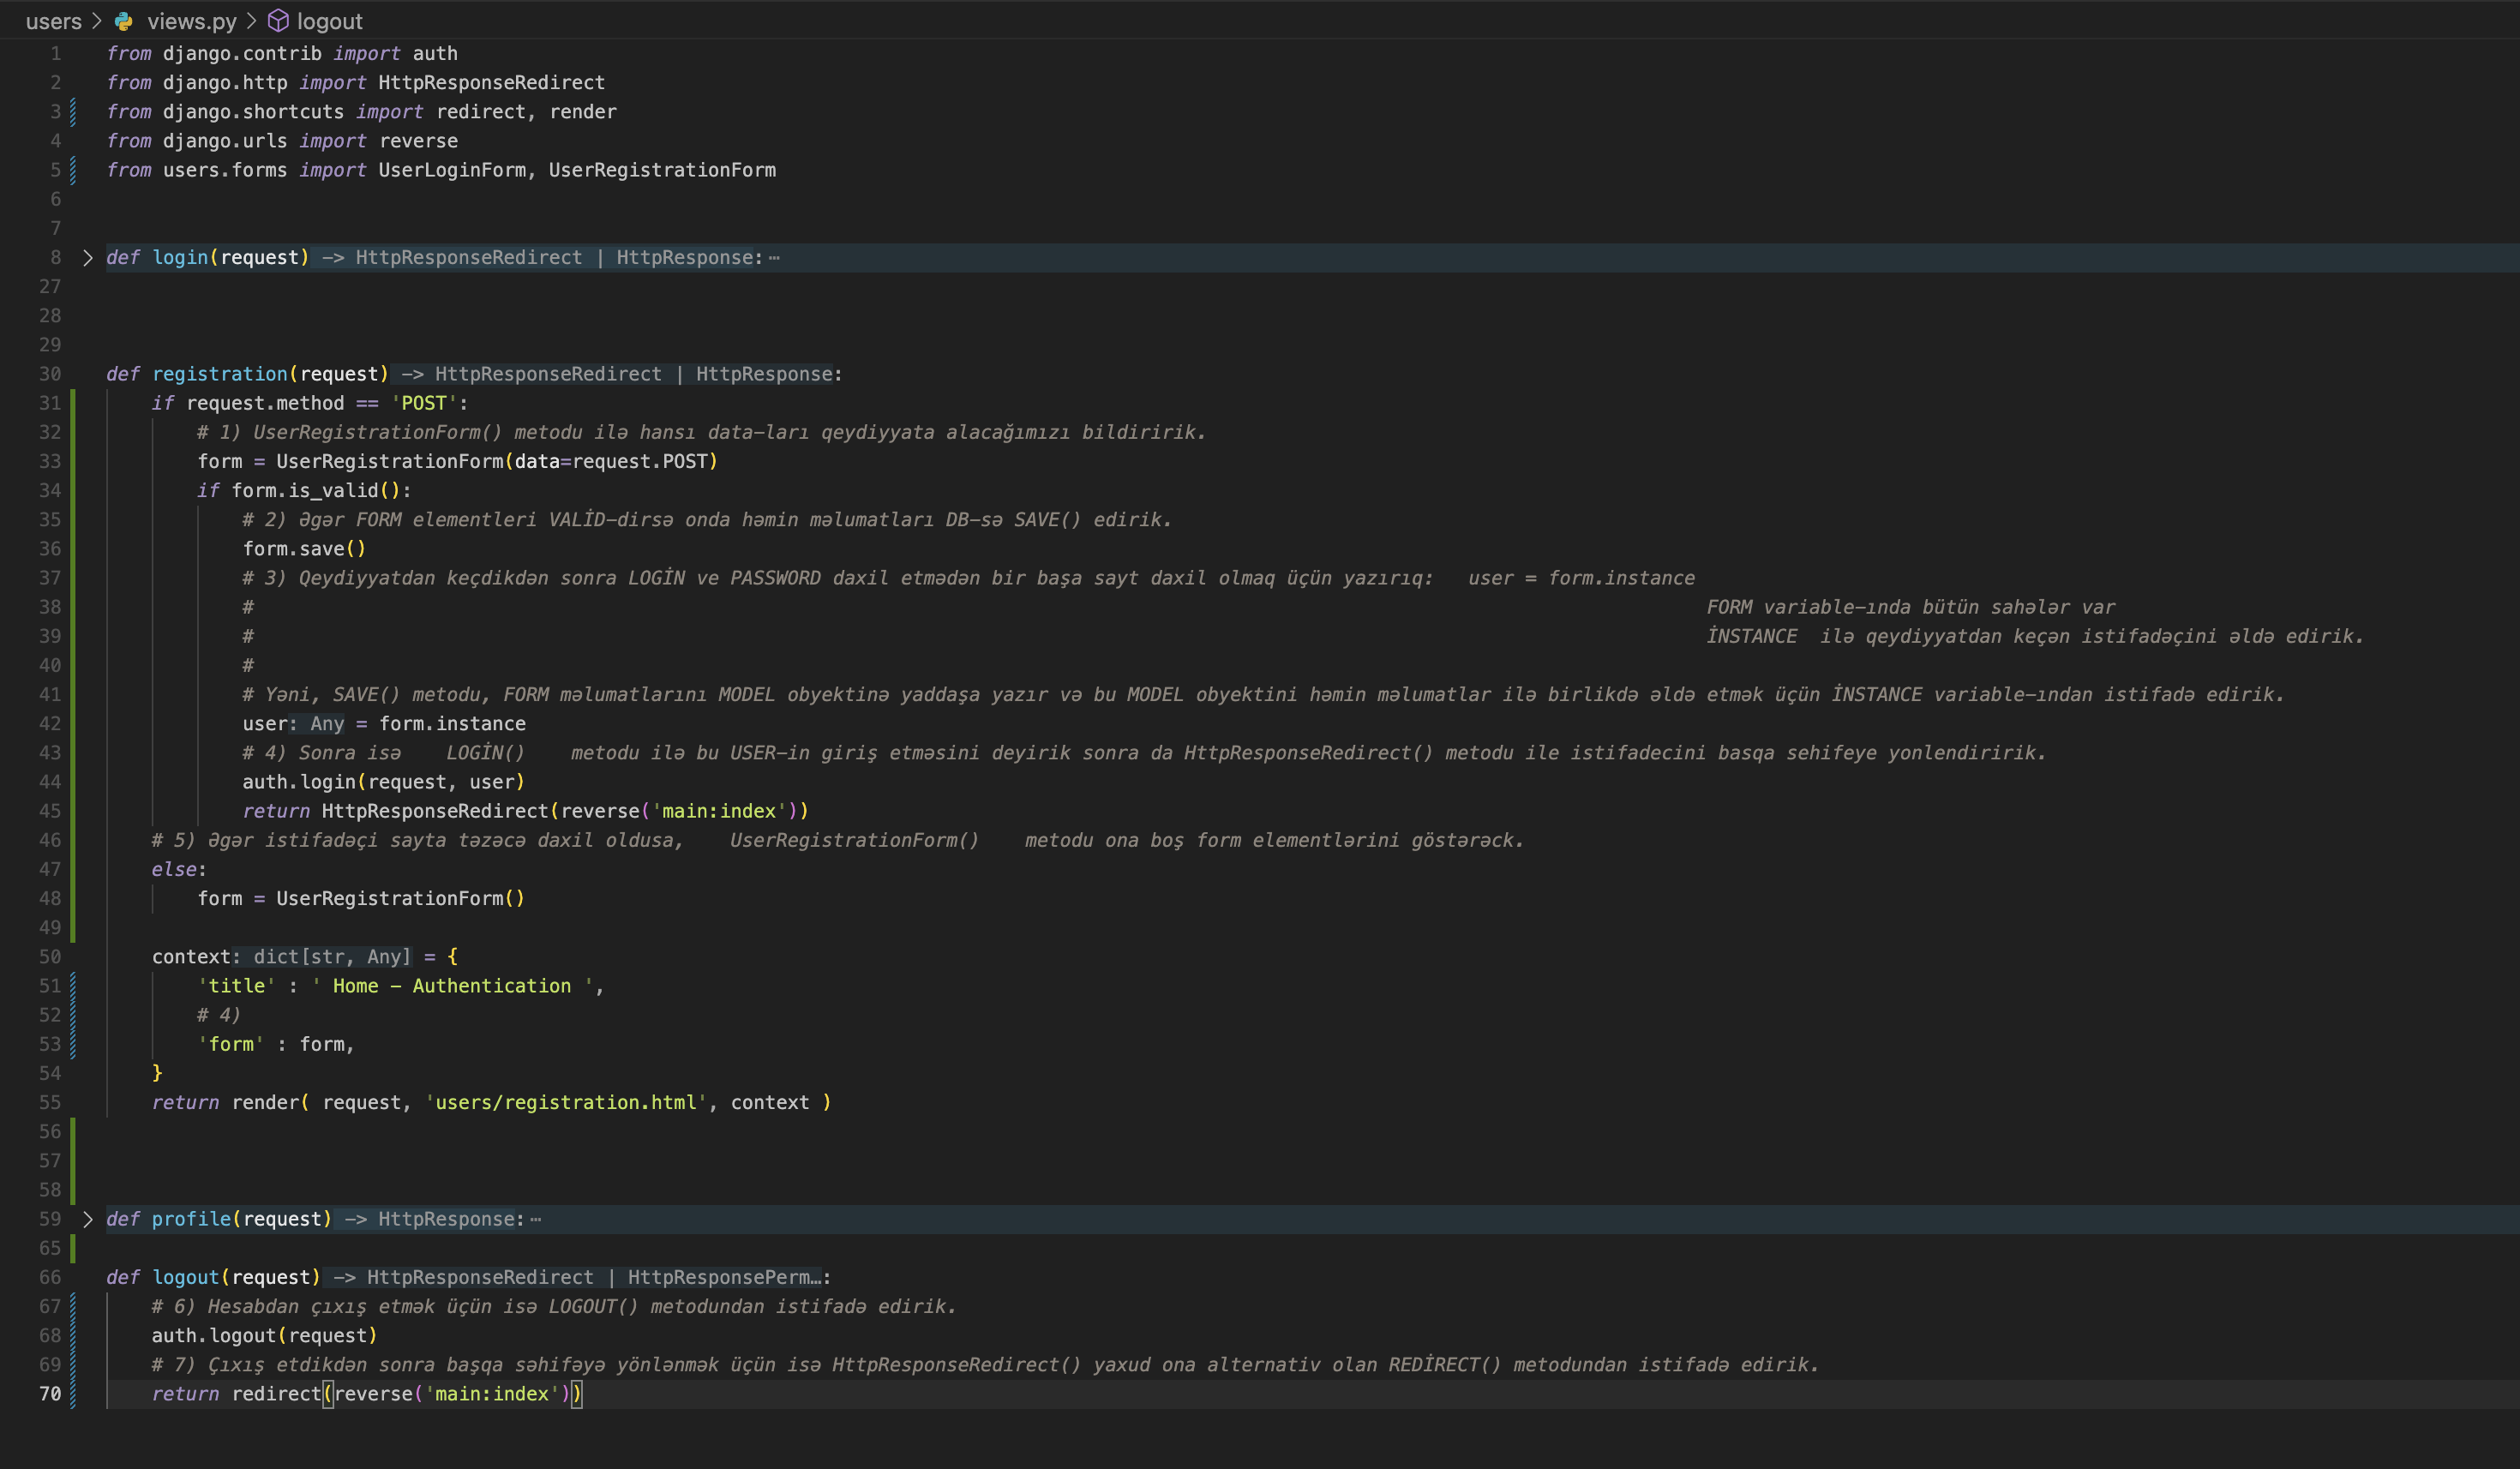 users > views.py > logout
1 from django.contrib import auth
2 from django.http import HttpResponseRedirect
3 from django.shortcuts import redirect, render
4 from django.urls import reverse
5 from users.forms import UserLoginForm, UserRegistrationForm
6
7
8 def login(request) -> HttpResponseRedirect | HttpResponse: ⋯
27
28
29
30 def registration(request) -> HttpResponseRedirect | HttpResponse:
31 if request.method == 'POST':
32 # 1) UserRegistrationForm() metodu ilə hansı data-ları qeydiyyata alacağımızı bildiririk.
33 form = UserRegistrationForm(data=request.POST)
34 if form.is_valid():
35 # 2) Əgər FORM elementleri VALİD-dirsə onda həmin məlumatları DB-sə SAVE() edirik.
36 form.save()
37 # 3) Qeydiyyatdan keçdikdən sonra LOGİN ve PASSWORD daxil etmədən bir başa sayt daxil olmaq üçün yazırıq: user = form.instance
38 # FORM variable-ında bütün sahələr var
39 # İNSTANCE ilə qeydiyyatdan keçən istifadəçini əldə edirik.
40 #
41 # Yəni, SAVE() metodu, FORM məlumatlarını MODEL obyektinə yaddaşa yazır və bu MODEL obyektini həmin məlumatlar ilə birlikdə əldə etmək üçün İNSTANCE variable-ından istifadə edirik.
42 user: Any = form.instance
43 # 4) Sonra isə LOGİN() metodu ilə bu USER-in giriş etməsini deyirik sonra da HttpResponseRedirect() metodu ile istifadecini basqa sehifeye yonlendiririk.
44 auth.login(request, user)
45 return HttpResponseRedirect(reverse('main:index'))
46 # 5) Əgər istifadəçi sayta təzəcə daxil oldusa, UserRegistrationForm() metodu ona boş form elementlərini göstərəck.
47 else:
48 form = UserRegistrationForm()
49
50 context: dict[str, Any] = {
51 'title' : ' Home - Authentication ',
52 # 4)
53 'form' : form,
54 }
55 return render( request, 'users/registration.html', context )
56
57
58
59 def profile(request) -> HttpResponse: ⋯
65
66 def logout(request) -> HttpResponseRedirect | HttpResponsePerm…:
67 # 6) Hesabdan çıxış etmək üçün isə LOGOUT() metodundan istifadə edirik.
68 auth.logout(request)
69 # 7) Çıxış etdikdən sonra başqa səhifəyə yönlənmək üçün isə HttpResponseRedirect() yaxud ona alternativ olan REDİRECT() metodundan istifadə edirik.
70 return redirect(reverse('main:index'))